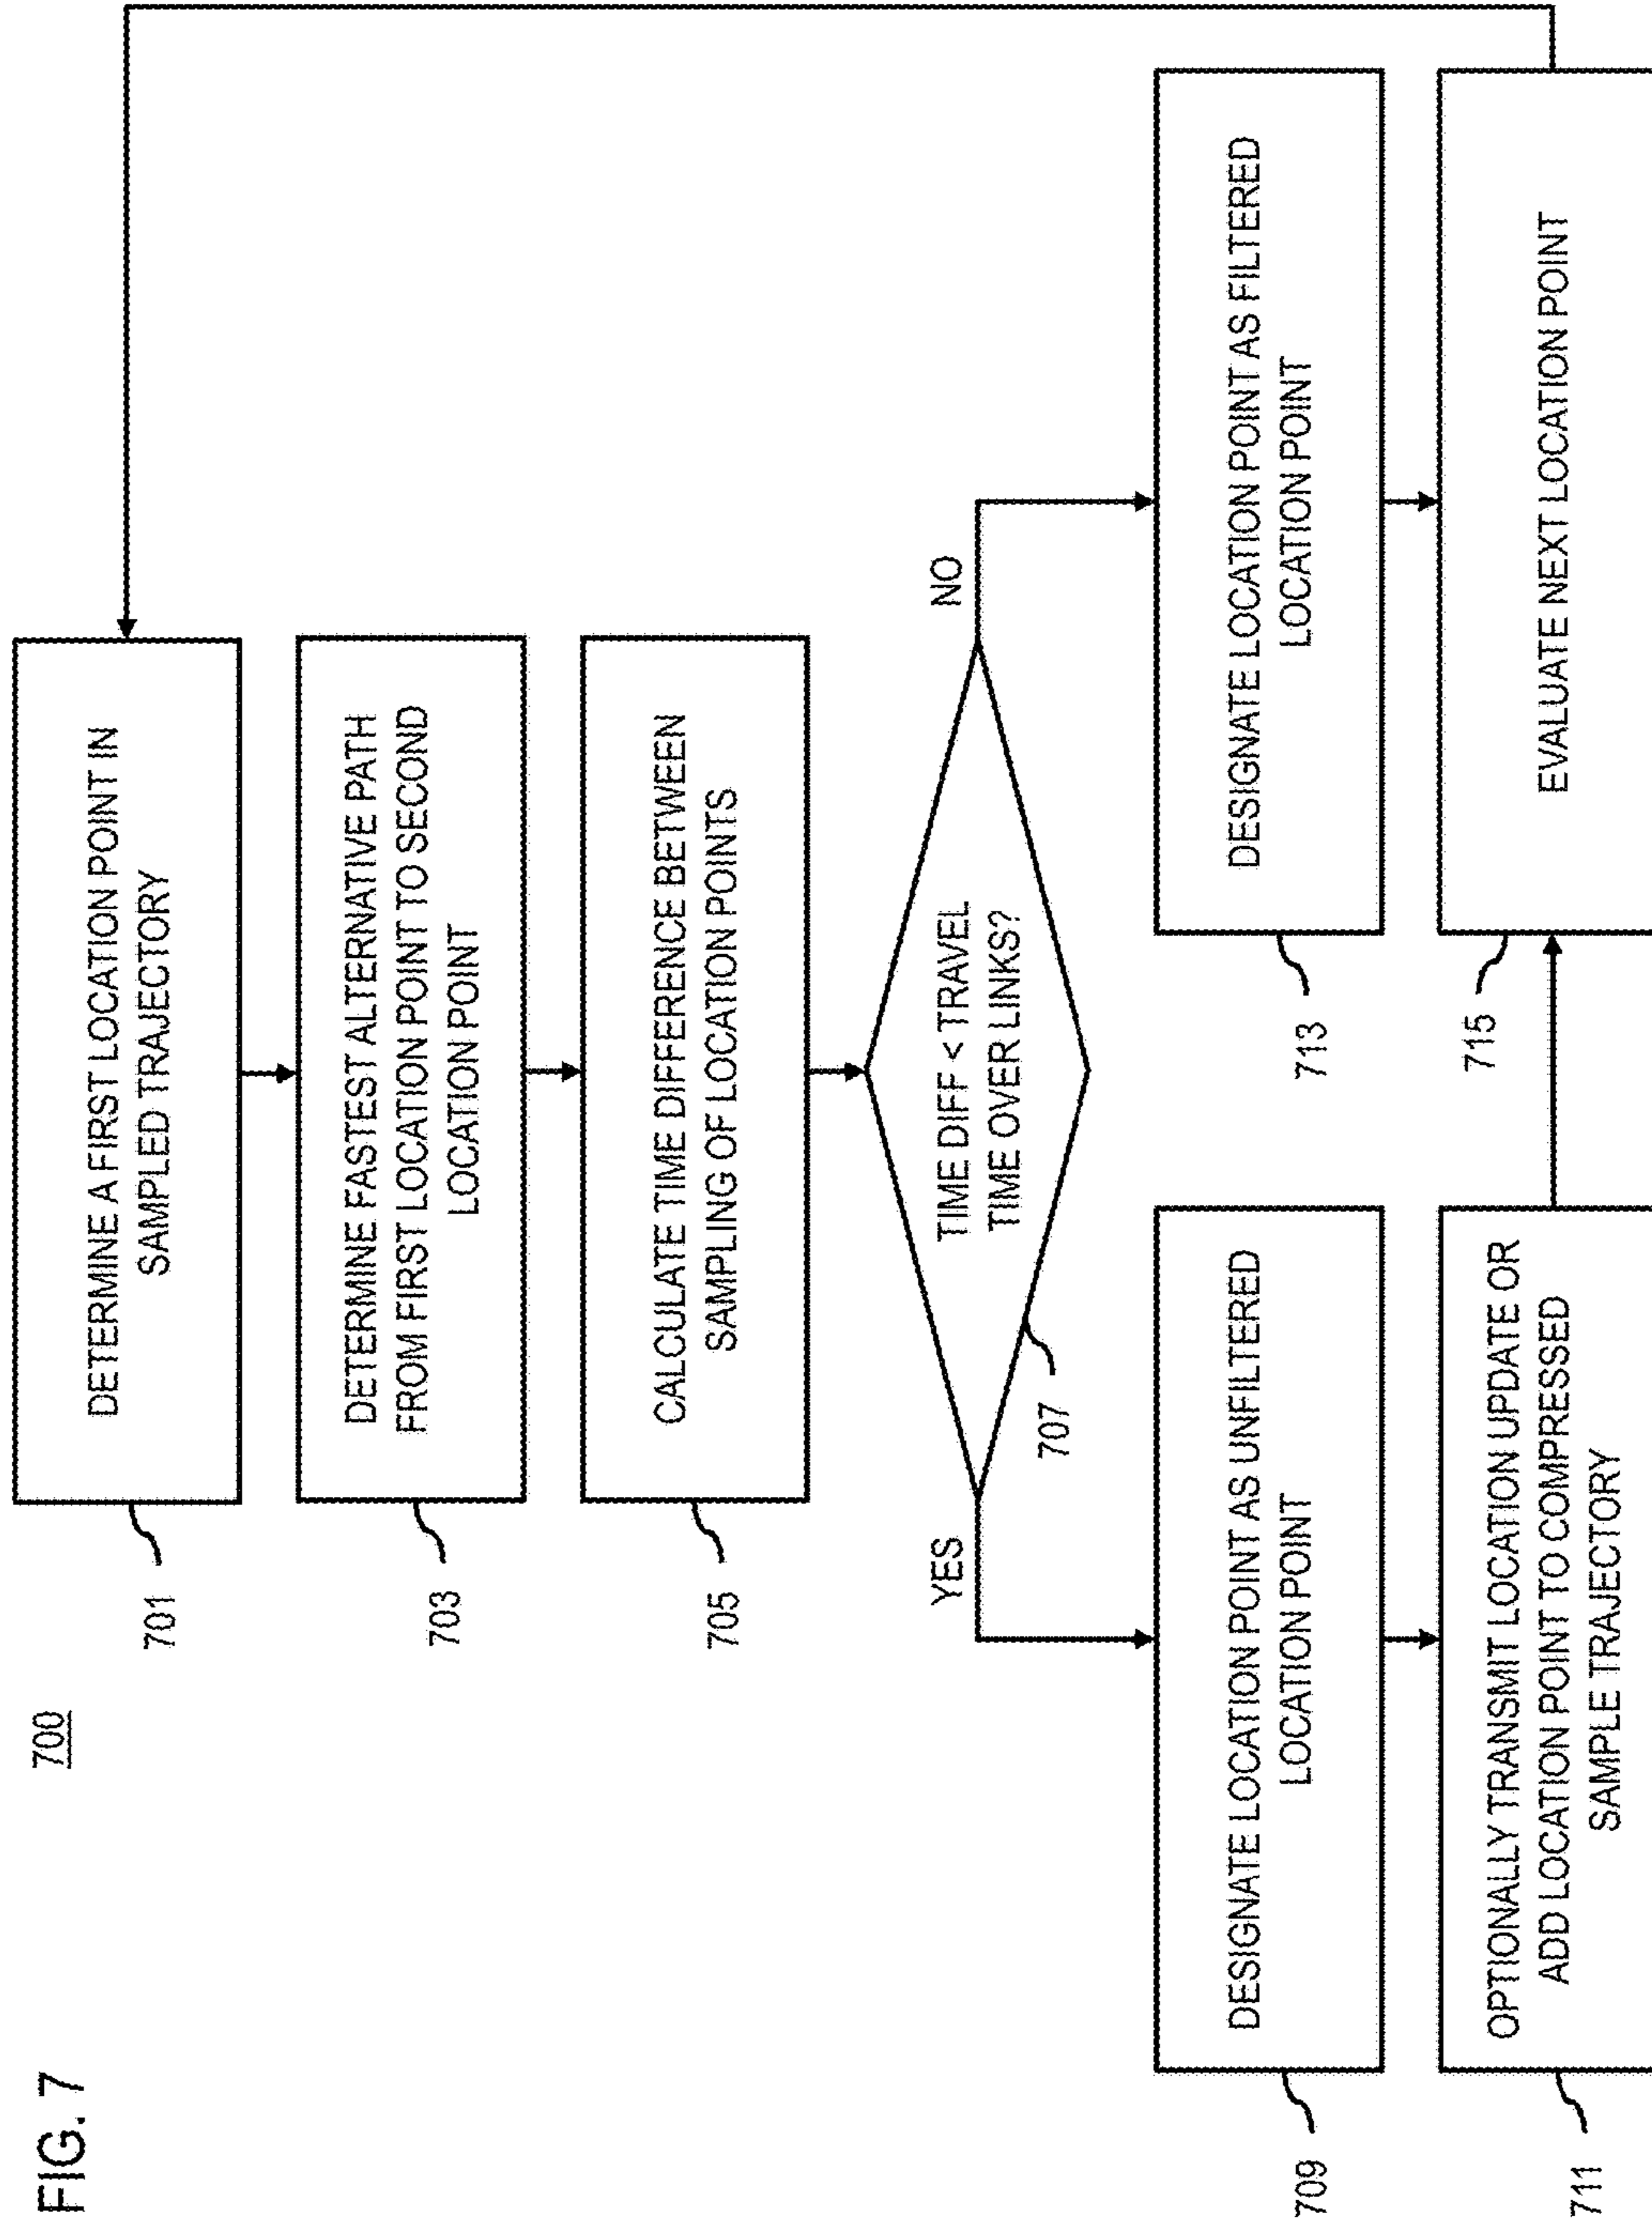 FIG. 7
700
701
DETERMINE A FIRST LOCATION POINT IN
SAMPLED TRAJECTORY
703
DETERMINE FASTEST ALTERNATIVE PATH
FROM FIRST LOCATION POINT TO SECOND
LOCATION POINT
705
CALCULATE TIME DIFFERENCE BETWEEN
SAMPLING OF LOCATION POINTS
YES
TIME DIFF < TRAVEL
TIME OVER LINKS?
NO
707
709
DESIGNATE LOCATION POINT AS UNFILTERED
LOCATION POINT
713
DESIGNATE LOCATION POINT AS FILTERED
LOCATION POINT
711
OPTIONALLY TRANSMIT LOCATION UPDATE OR
ADD LOCATION POINT TO COMPRESSED
SAMPLE TRAJECTORY
715
EVALUATE NEXT LOCATION POINT